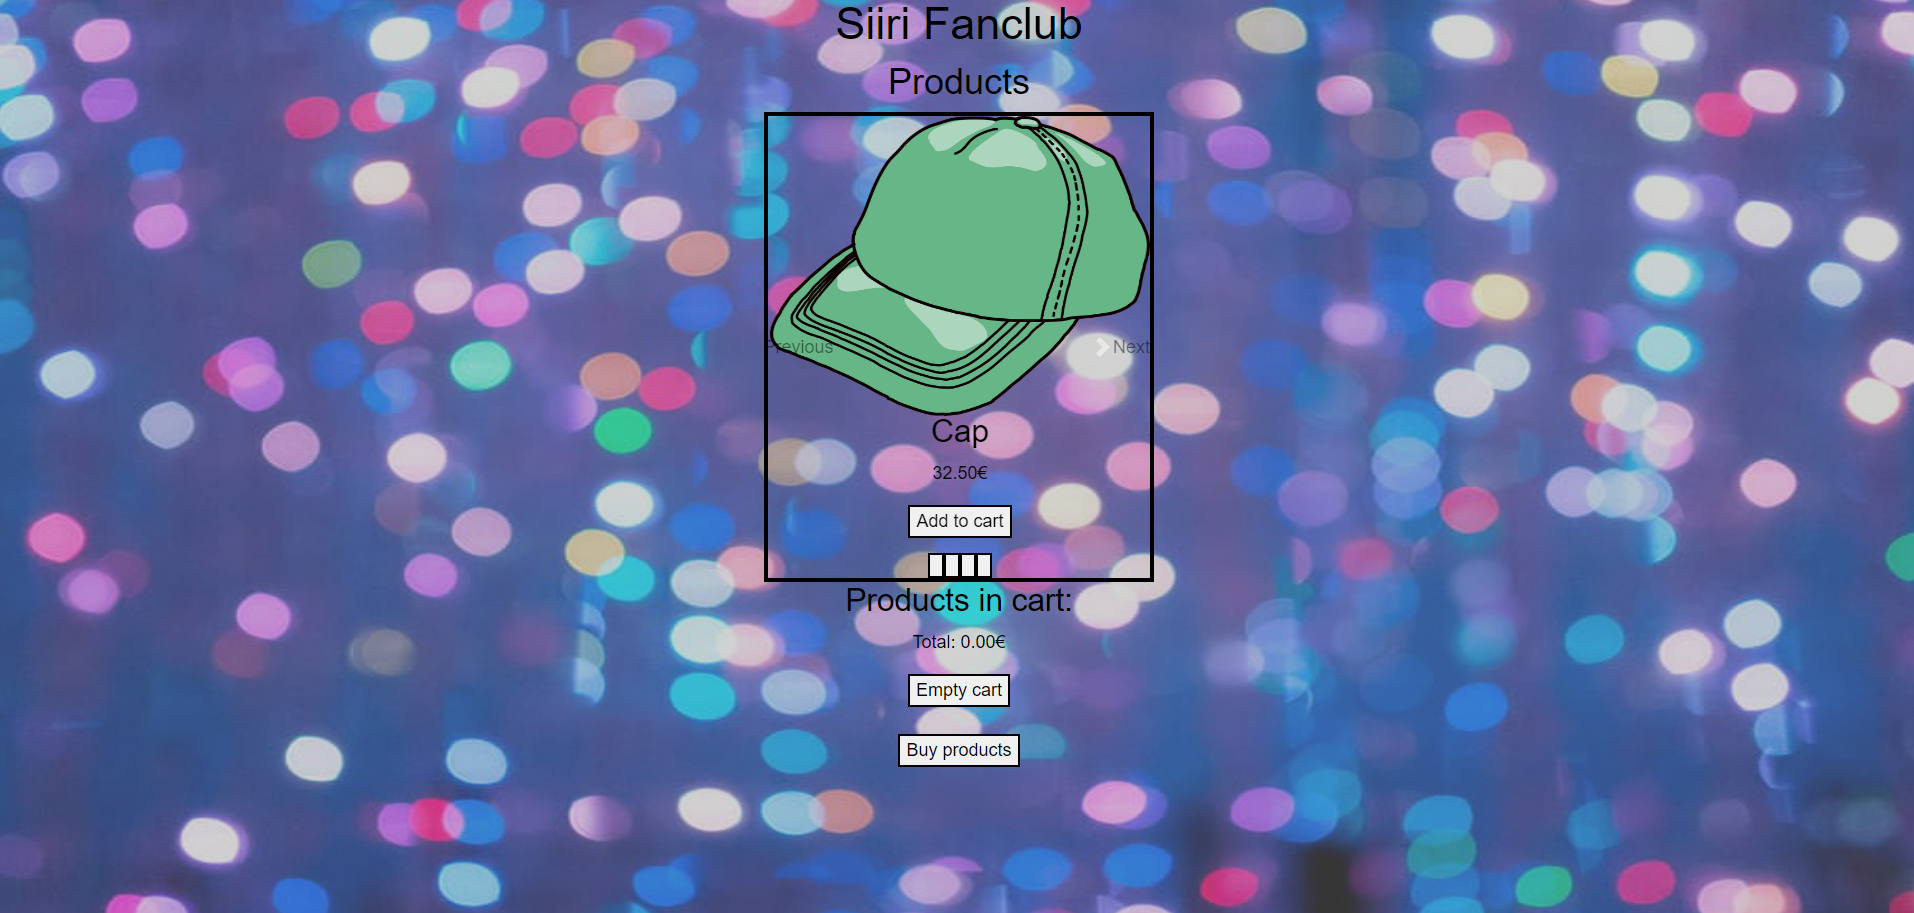 Siiri Fanclub
Products
Previous
Next
Cap
32.50€
Add to cart
Products in cart:
Total: 0.00€
Empty cart
Buy products